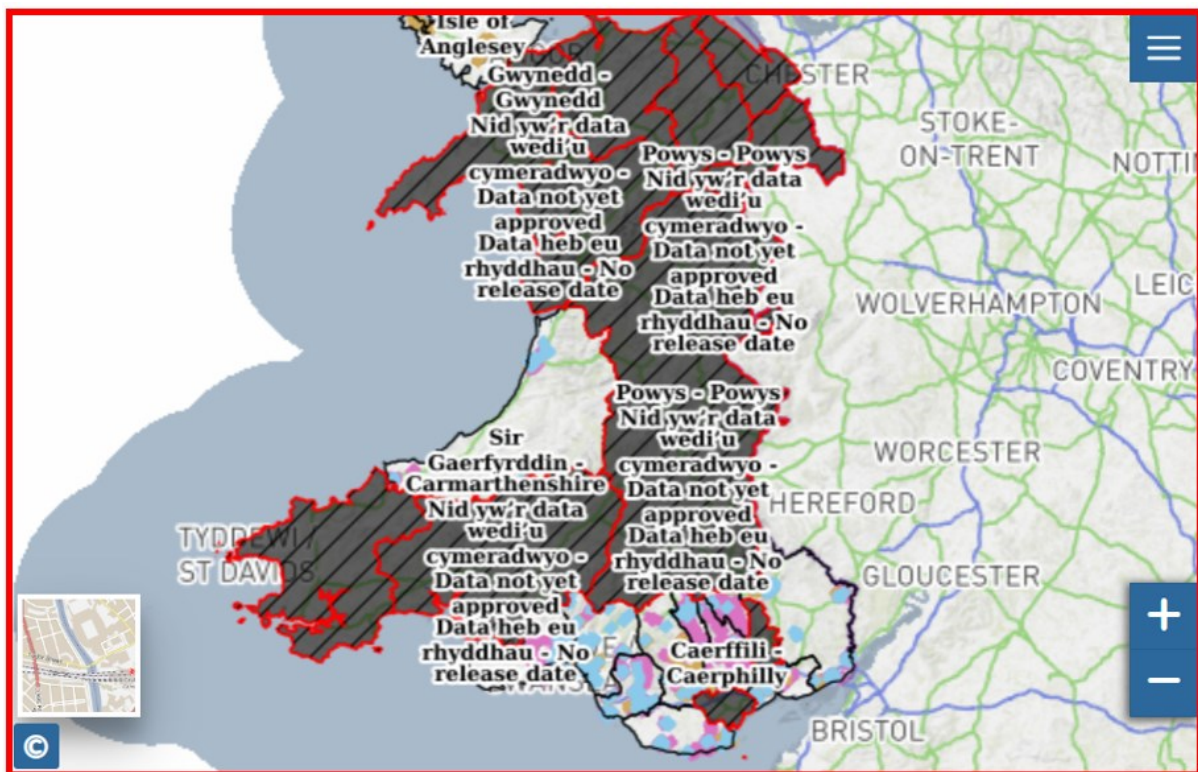 Isle of
Anglesey
Gwynedd -
Gwynedd
Nid yw'r data
wedi'u
cymeradwyo -
Data not yet
approved
Data heb eu
rhyddhau - No
release date
Powys - Powys
Nid yw'r data
wedi'u
cymeradwyo -
Data not yet
approved
Data heb eu
rhyddhau - No
release date
Powys - Powys
Nid yw'r data
wedi'u
cymeradwyo -
Data not yet
approved
Data heb eu
rhyddhau - No
release date
Sir
Gaerfyrddin -
Carmarthenshire
Nid yw'r data
wedi'u
cymeradwyo -
Data not yet
approved
Data heb eu
rhyddhau - No
release date
Caerffili -
Caerphilly
CHESTER
STOKE-
ON-TRENT
NOTTI
WOLVERHAMPTON
LEIC
COVENTRY
WORCESTER
HEREFORD
GLOUCESTER
TYDDEWI /
ST DAVIDS
BRISTOL
+
−
©